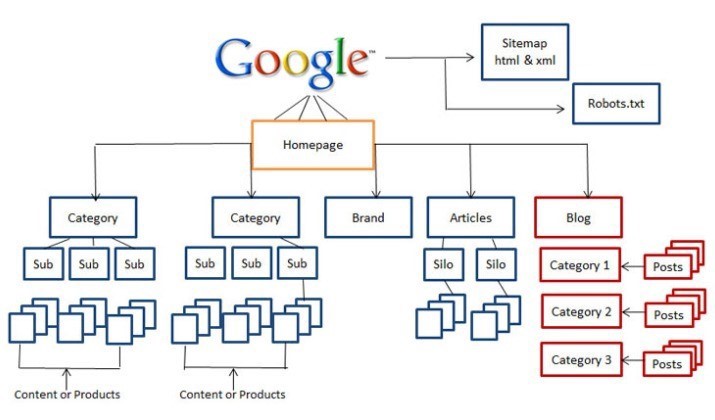 Google™
Sitemap
html & xml
Robots.txt
Homepage
Category
Category
Brand
Articles
Blog
Sub
Sub
Sub
Sub
Sub
Sub
Silo
Silo
Category 1
Posts
Category 2
Posts
Category 3
Posts
Content or Products
Content or Products